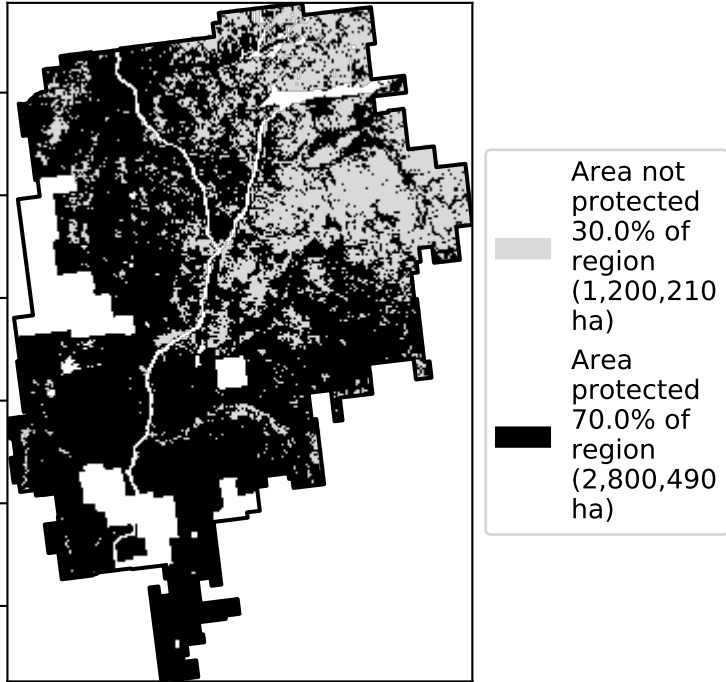 Area not
protected
30.0% of
region
(1,200,210
ha)
Area
protected
70.0% of
region
(2,800,490
ha)